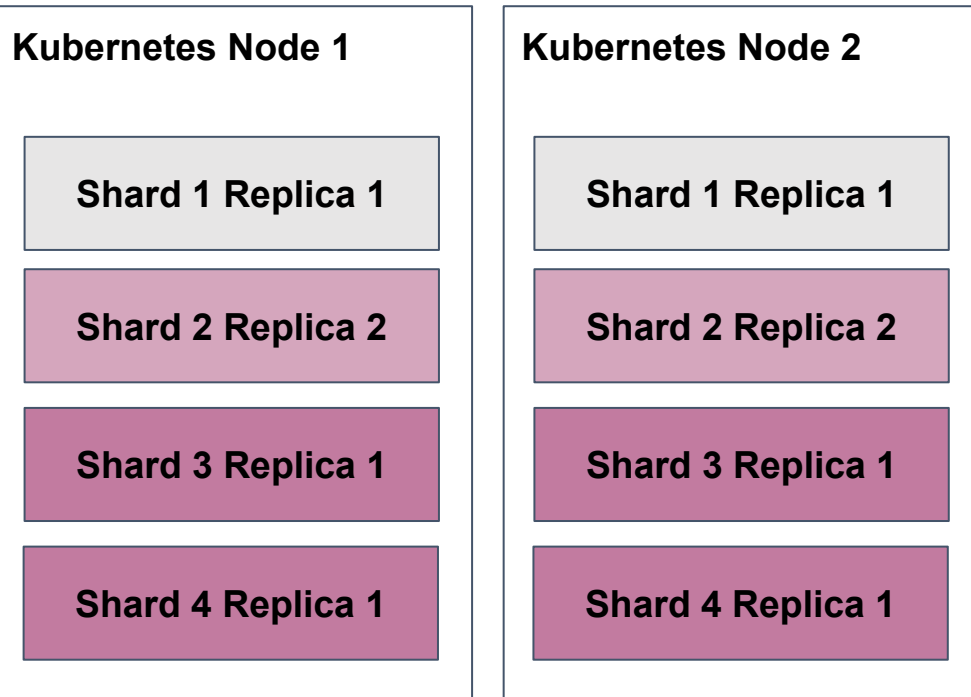 Kubernetes Node 1
Shard 1 Replica 1
Shard 2 Replica 2
Shard 3 Replica 1
Shard 4 Replica 1
Kubernetes Node 2
Shard 1 Replica 1
Shard 2 Replica 2
Shard 3 Replica 1
Shard 4 Replica 1